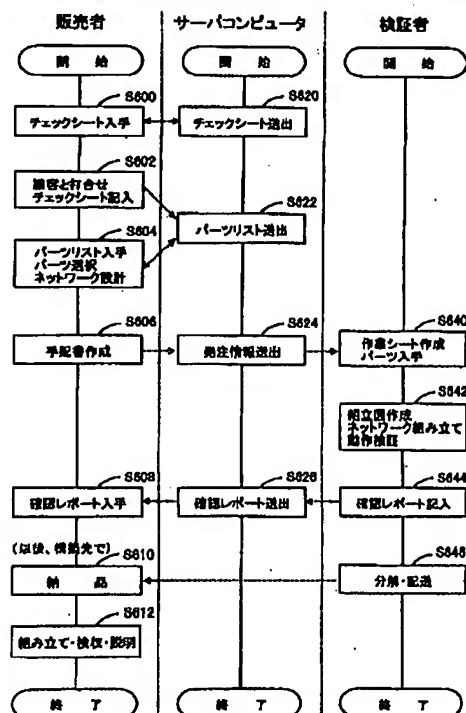 販売者
サーバコンピュータ
検証者
開始
開始
開始
S600
チェックシート入手
S620
チェックシート送出
S602
顧客と打合せ
チェックシート記入
S622
パーツリスト送出
S604
パーツリスト入手
パーツ選択
ネットワーク設計
S606
手配書作成
S624
発注情報送出
S640
作業シート作成
パーツ入手
S642
組立図作成
ネットワーク組み立て
動作検証
S608
確認レポート入手
S626
確認レポート送出
S644
確認レポート記入
(以後、構築先で)
S610
納品
S646
分解・配送
S612
組み立て・検収・説明
終了
終了
終了